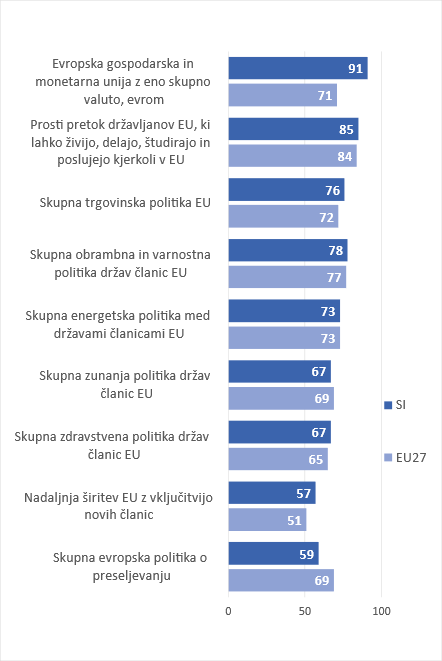 Evropska gospodarska in
monetarna unija z eno skupno
valuto, evrom
91
71
Prosti pretok državljanov EU, ki
lahko živijo, delajo, študirajo in
poslujejo kjerkoli v EU
85
84
Skupna trgovinska politika EU
76
72
Skupna obrambna in varnostna
politika držav članic EU
78
77
Skupna energetska politika med
državami članicami EU
73
73
Skupna zunanja politika držav
članic EU
67
69
Skupna zdravstvena politika držav
članic EU
67
65
Nadaljnja širitev EU z vključitvijo
novih članic
57
51
Skupna evropska politika o
preseljevanju
59
69
0 50 100
SI
EU27